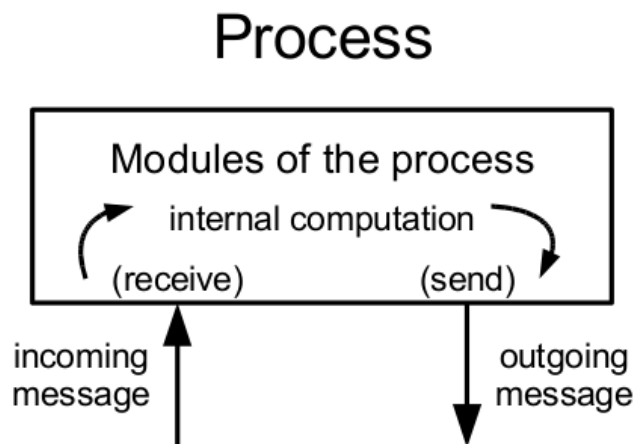 Process
Modules of the process
internal computation
(receive)
(send)
incoming
message
outgoing
message